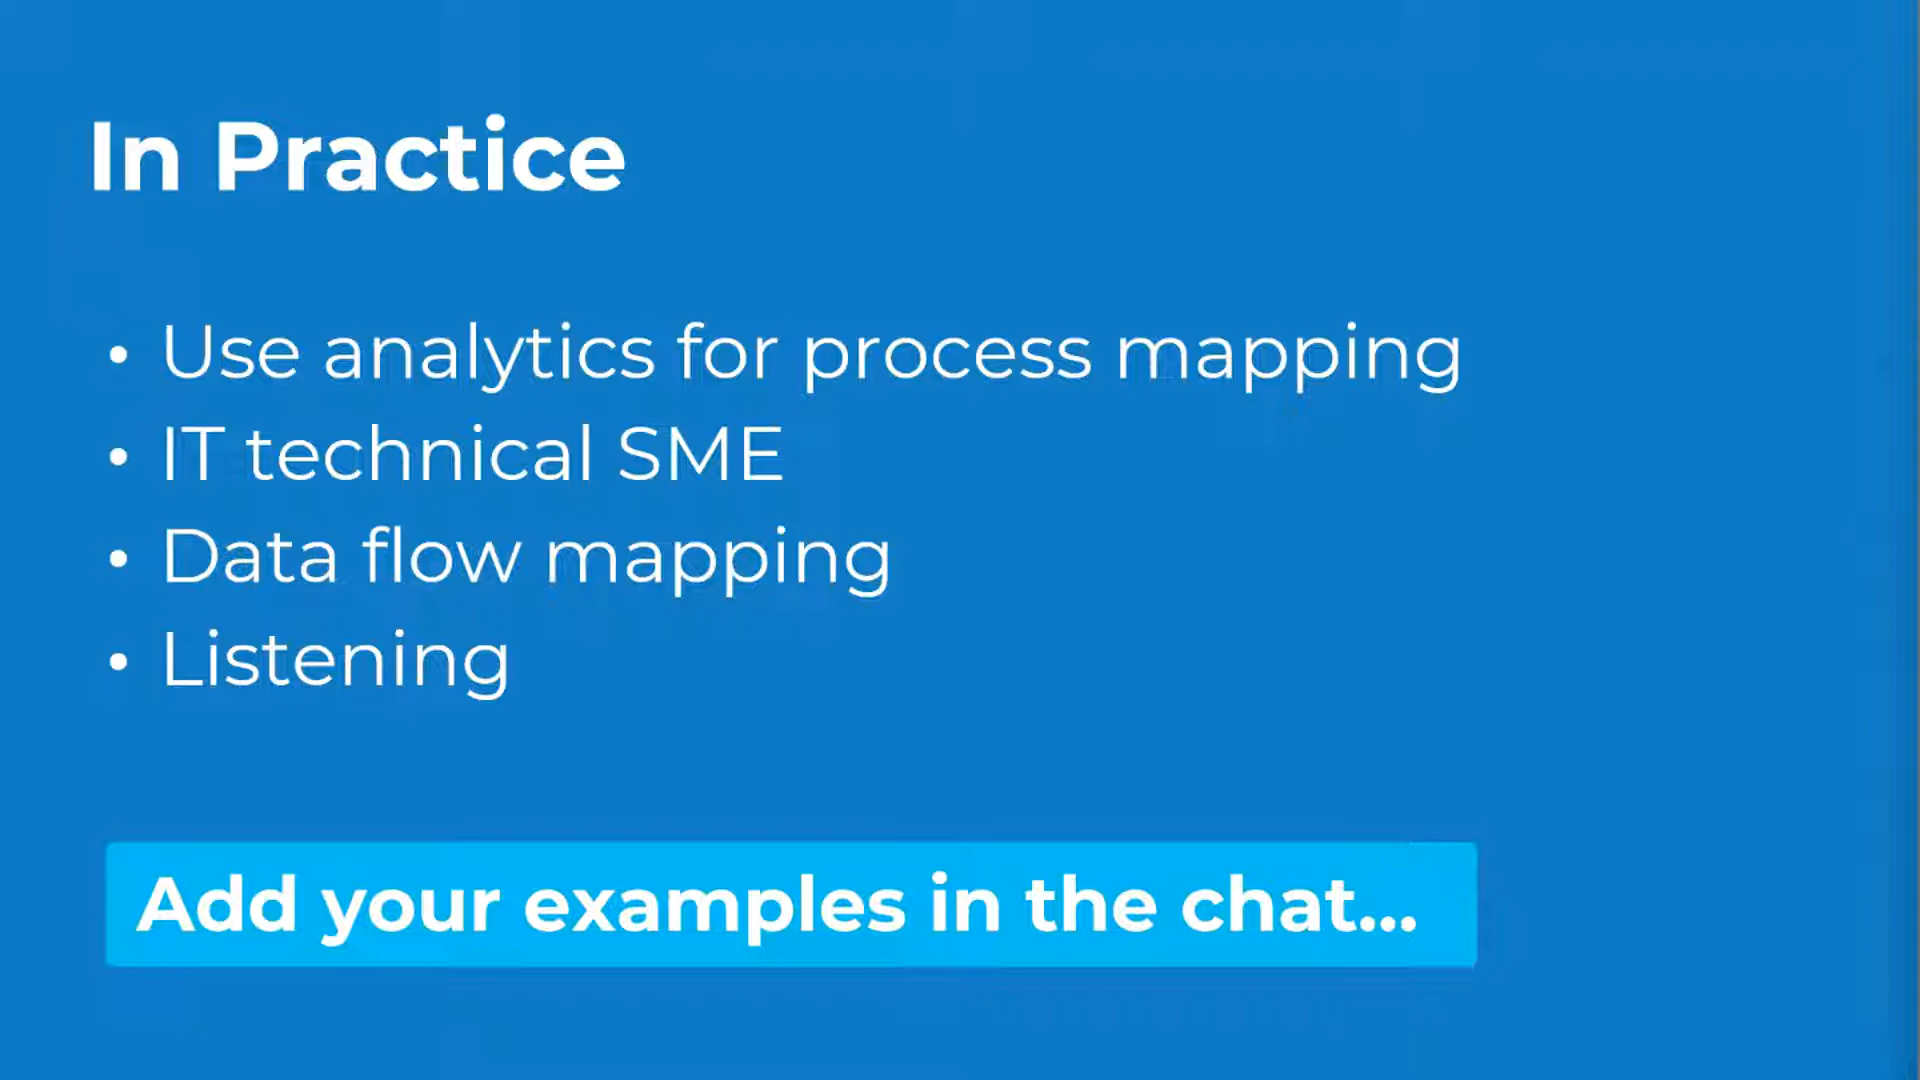 In Practice
• Use analytics for process mapping
• IT technical SME
• Data flow mapping
• Listening
Add your examples in the chat...